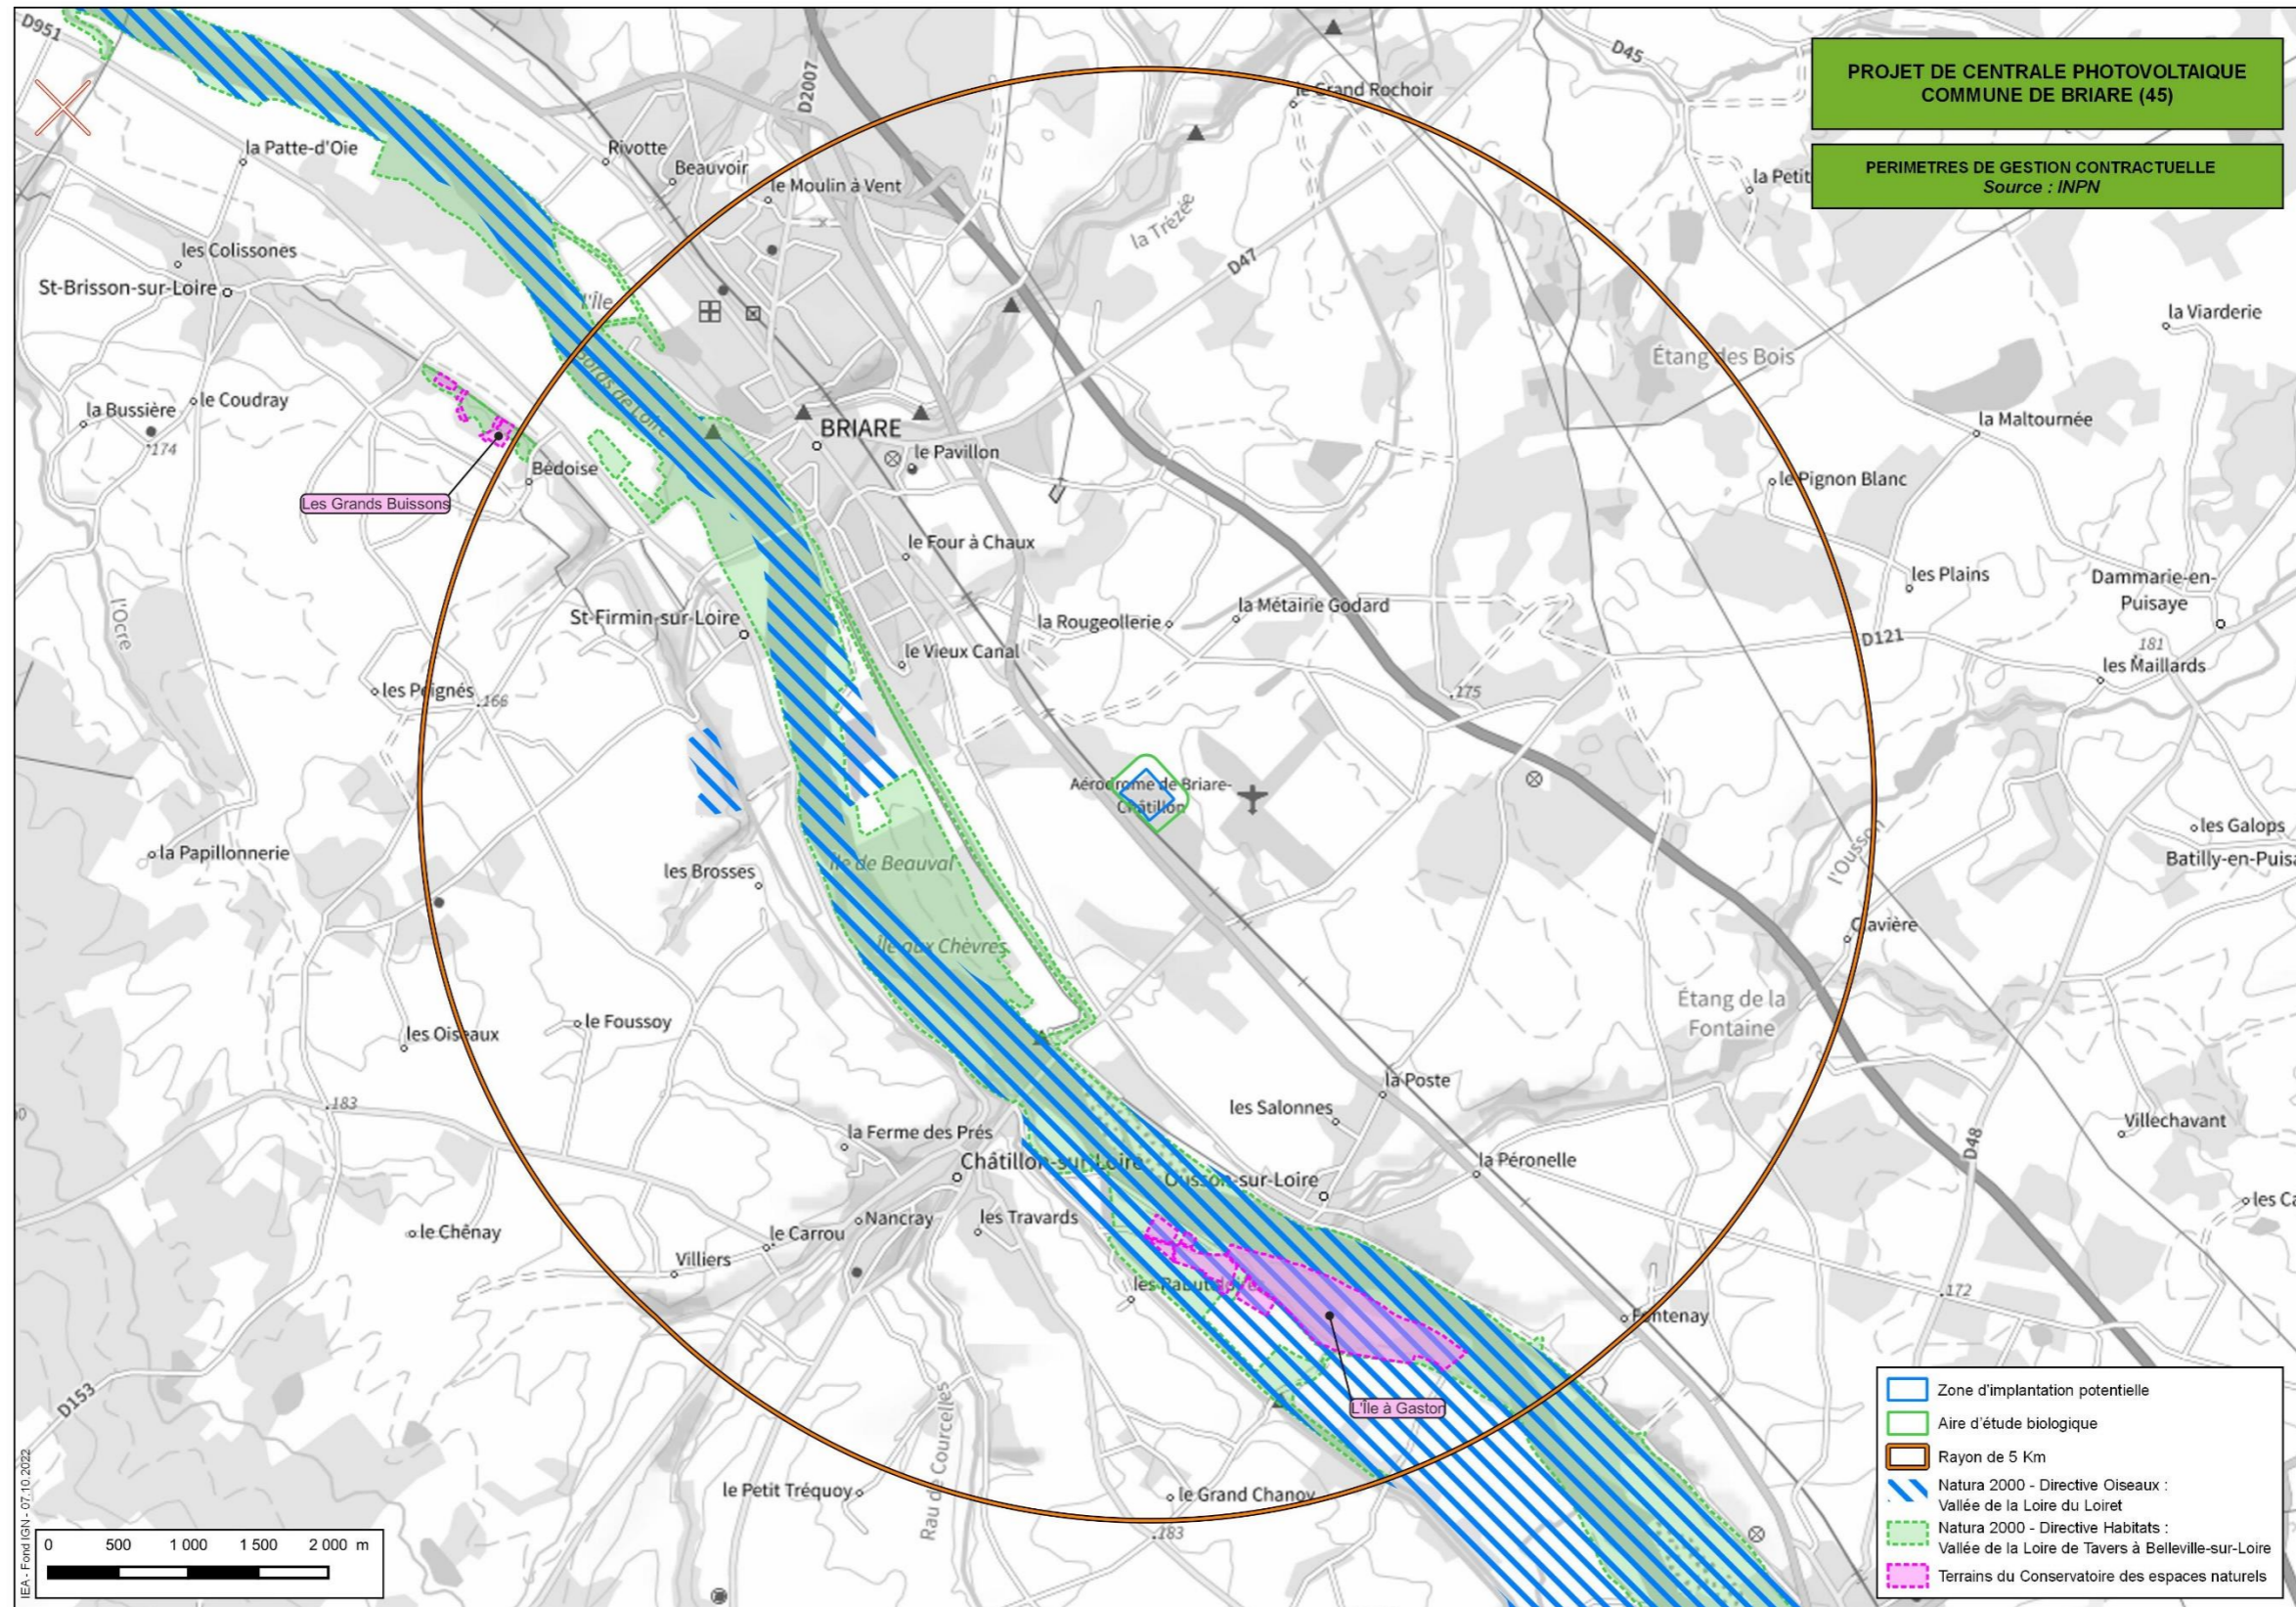 D951
D2007
D45
PROJET DE CENTRALE PHOTOVOLTAIQUE
COMMUNE DE BRIARE (45)
PERIMETRES DE GESTION CONTRACTUELLE
Source : INPN
le Grand Rochoir
la Patte-d'Oie
Rivotte
Beauvoir
le Moulin à Vent
la Petit
la Trézée
D47
les Colissones
St-Brisson-sur-Loire
l'Île
la Viarderie
Étang des Bois
Bords de Loire
la Bussière
le Coudray
174
BRIARE
le Pavillon
la Maltournée
Bédoise
le Pignon Blanc
Les Grands Buissons
le Four à Chaux
les Plains
Dammarie-en-
Puisaye
l'Ocre
St-Firmin-sur-Loire
la Rougeollerie
la Métairie Godard
D121
181
le Vieux Canal
les Maillards
les Peignés
166
175
Aérodrome de Briare-
Châtillon
les Galops
la Papillonnerie
les Brosses
Île de Beauval
l'Ousson
Batilly-en-Puisa
Île aux Chèvres
Clavière
les Oiseaux
le Foussoy
Étang de la
Fontaine
183
la Poste
les Salonnes
la Ferme des Prés
Châtillon-sur-Loire
Villechavant
D48
la Péronelle
Ousson-sur-Loire
les Ca
le Chênay
Nancray
les Travards
le Carrou
Villiers
172
Fontenay
D153
L'Île à Gaston
Rau de Courcelles
le Petit Tréquoy
le Grand Chanoy
183
Zone d'implantation potentielle
Aire d'étude biologique
Rayon de 5 Km
Natura 2000 - Directive Oiseaux :
Vallée de la Loire du Loiret
Natura 2000 - Directive Habitats :
Vallée de la Loire de Tavers à Belleville-sur-Loire
Terrains du Conservatoire des espaces naturels
0 500 1 000 1 500 2 000 m
IEA - Fond IGN - 07.10.2022